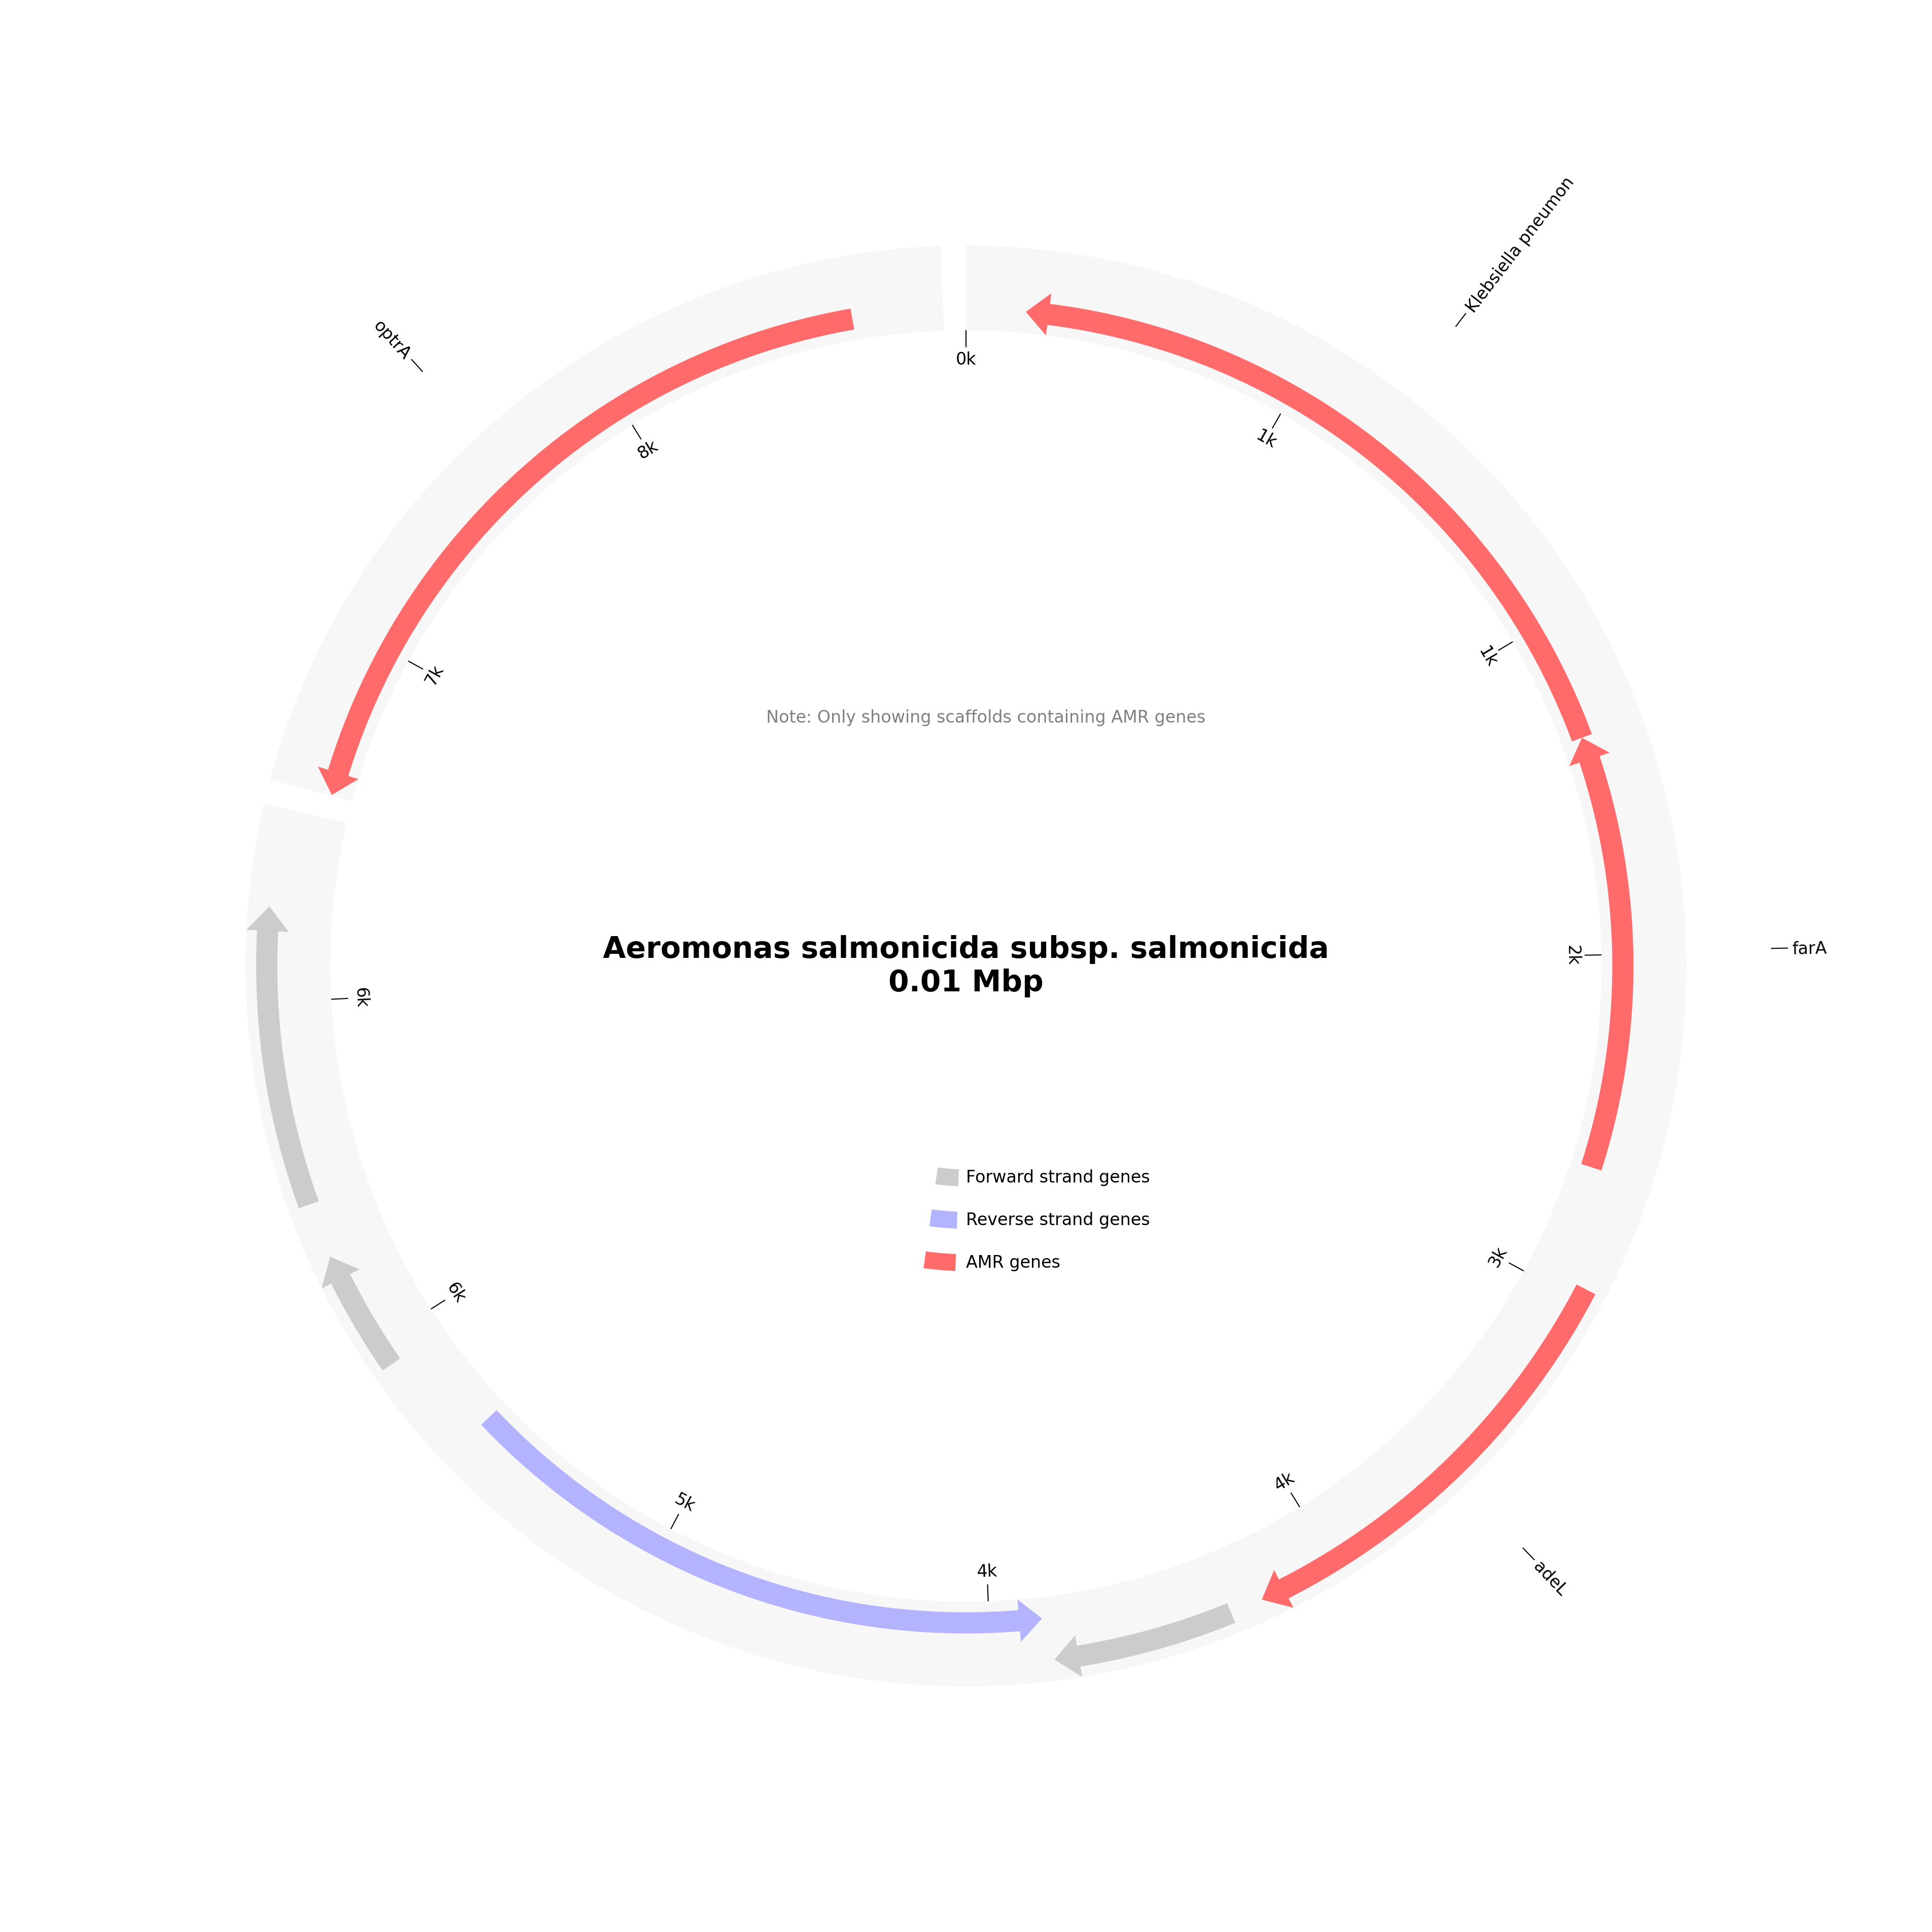 Klebsiella pneumon
optrA
0k
1k
8k
1k
7k
Note: Only showing scaffolds containing AMR genes
farA
2k
Aeromonas salmonicida subsp. salmonicida
0.01 Mbp
6k
Forward strand genes
Reverse strand genes
AMR genes
3k
6k
4k
5k
4k
adeL